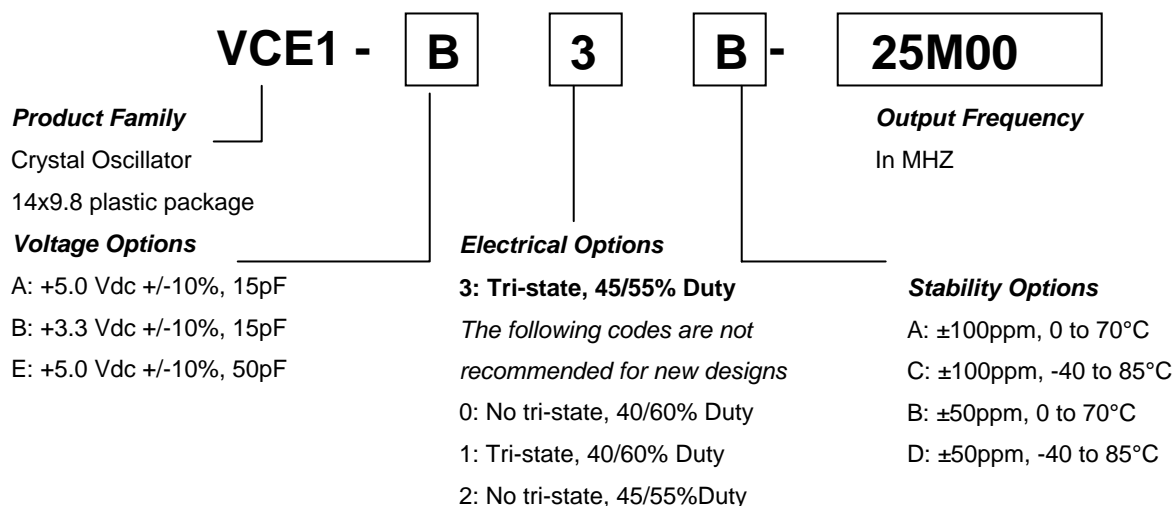 VCE1 - B 3 B - 25M00
Product Family
Crystal Oscillator
14x9.8 plastic package
Voltage Options
A: +5.0 Vdc +/-10%, 15pF
B: +3.3 Vdc +/-10%, 15pF
E: +5.0 Vdc +/-10%, 50pF
Electrical Options
3: Tri-state, 45/55% Duty
The following codes are not
recommended for new designs
0: No tri-state, 40/60% Duty
1: Tri-state, 40/60% Duty
2: No tri-state, 45/55%Duty
Output Frequency
In MHZ
Stability Options
A: ±100ppm, 0 to 70°C
C: ±100ppm, -40 to 85°C
B: ±50ppm, 0 to 70°C
D: ±50ppm, -40 to 85°C